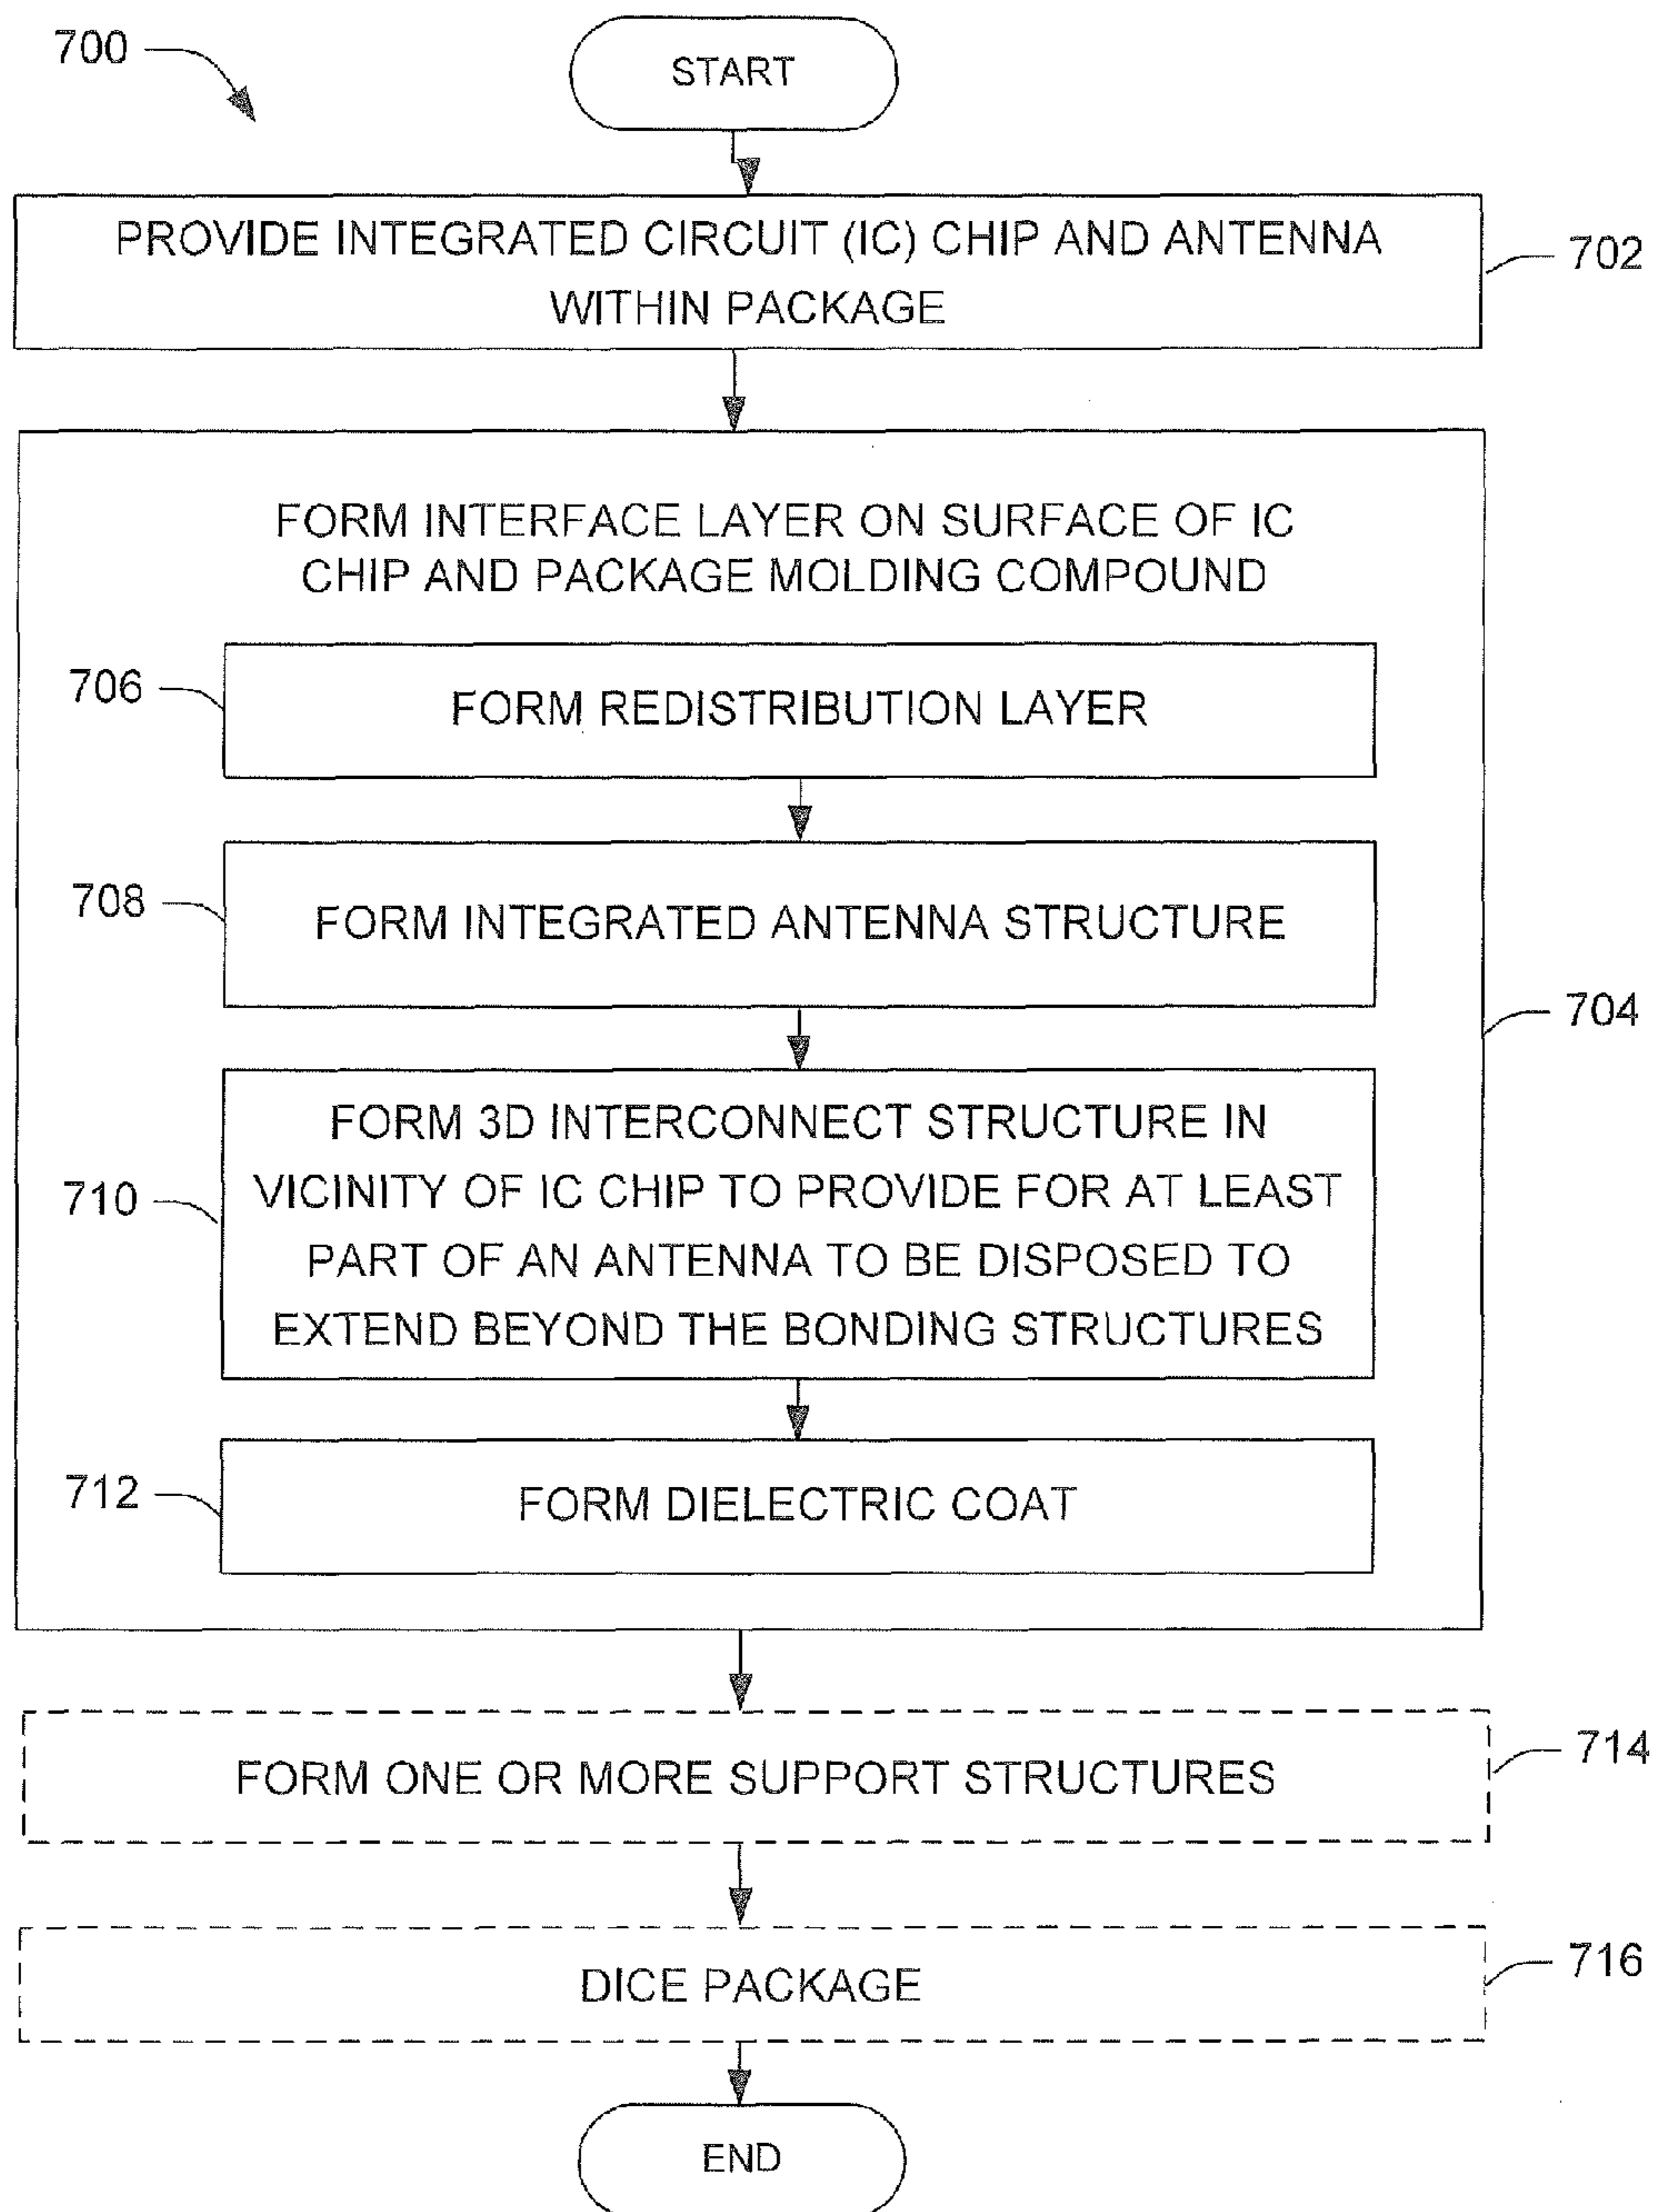 700
START
PROVIDE INTEGRATED CIRCUIT (IC) CHIP AND ANTENNA
WITHIN PACKAGE
702
FORM INTERFACE LAYER ON SURFACE OF IC
CHIP AND PACKAGE MOLDING COMPOUND
706
FORM REDISTRIBUTION LAYER
708
FORM INTEGRATED ANTENNA STRUCTURE
704
FORM 3D INTERCONNECT STRUCTURE IN
VICINITY OF IC CHIP TO PROVIDE FOR AT LEAST
710
PART OF AN ANTENNA TO BE DISPOSED TO
EXTEND BEYOND THE BONDING STRUCTURES
712
FORM DIELECTRIC COAT
FORM ONE OR MORE SUPPORT STRUCTURES
714
DICE PACKAGE
716
END